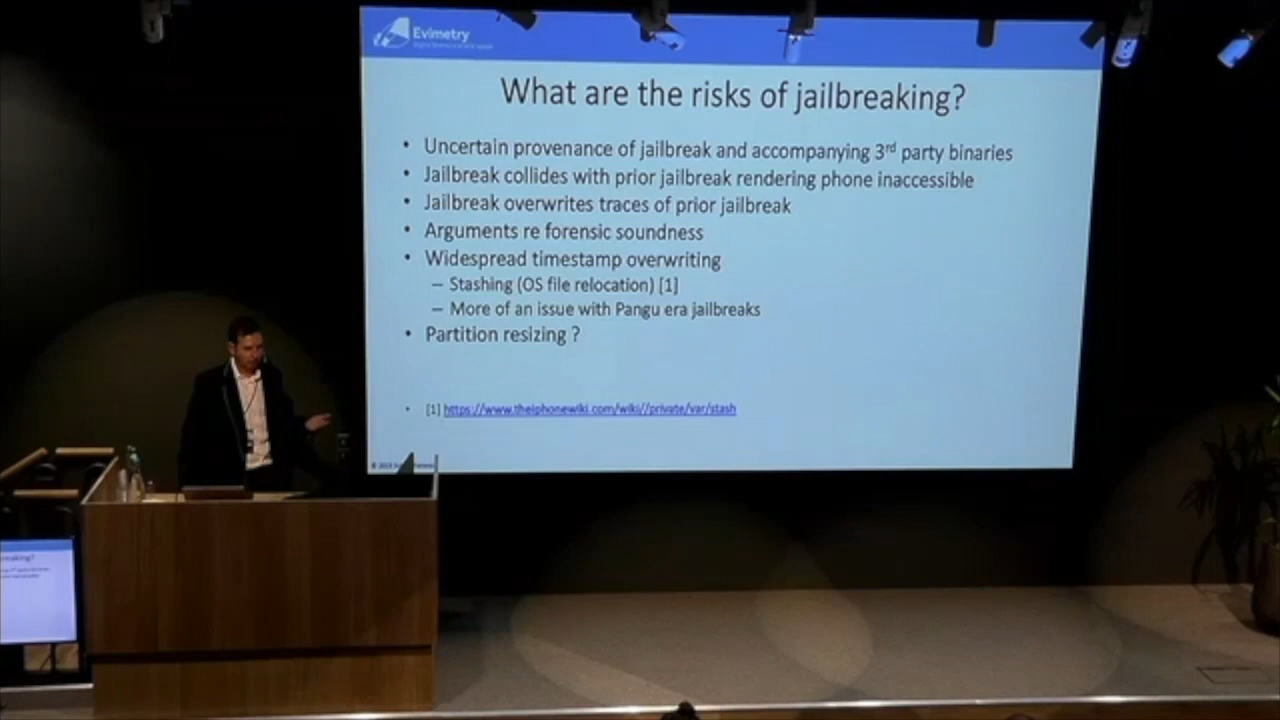 Evimetry
What are the risks of jailbreaking?
• Uncertain provenance of jailbreak and accompanying 3rd party binaries
• Jailbreak collides with prior jailbreak rendering phone inaccessible
• Jailbreak overwrites traces of prior jailbreak
• Arguments re forensic soundness
• Widespread timestamp overwriting
– Stashing (OS file relocation) [1]
– More of an issue with Pangu era jailbreaks
• Partition resizing ?
• [1] https://www.theiphonewiki.com/wiki//private/var/stash
© 2019